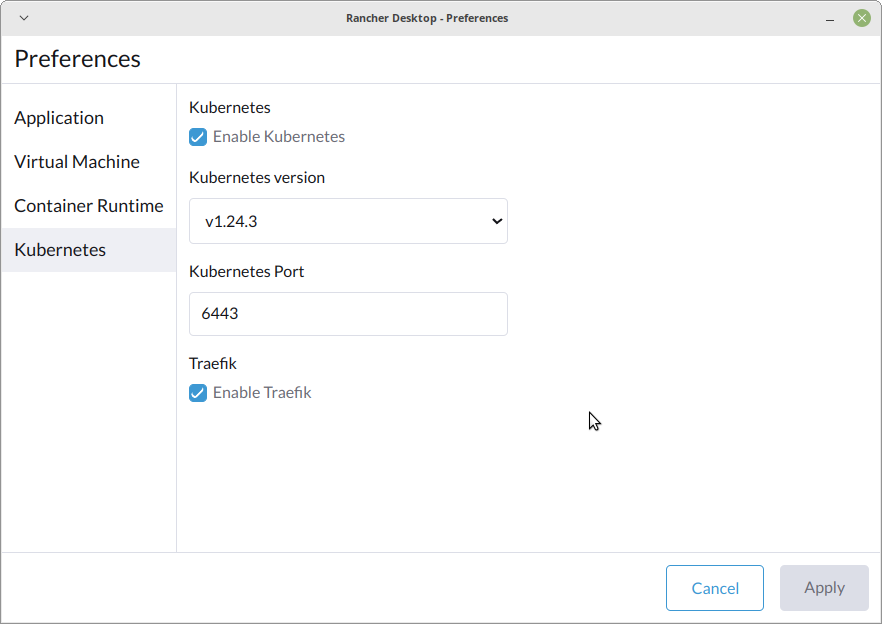 Rancher Desktop - Preferences
Preferences
Application
Virtual Machine
Container Runtime
Kubernetes
Kubernetes
Enable Kubernetes
Kubernetes version
v1.24.3
Kubernetes Port
6443
Traefik
Enable Traefik
Cancel
Apply